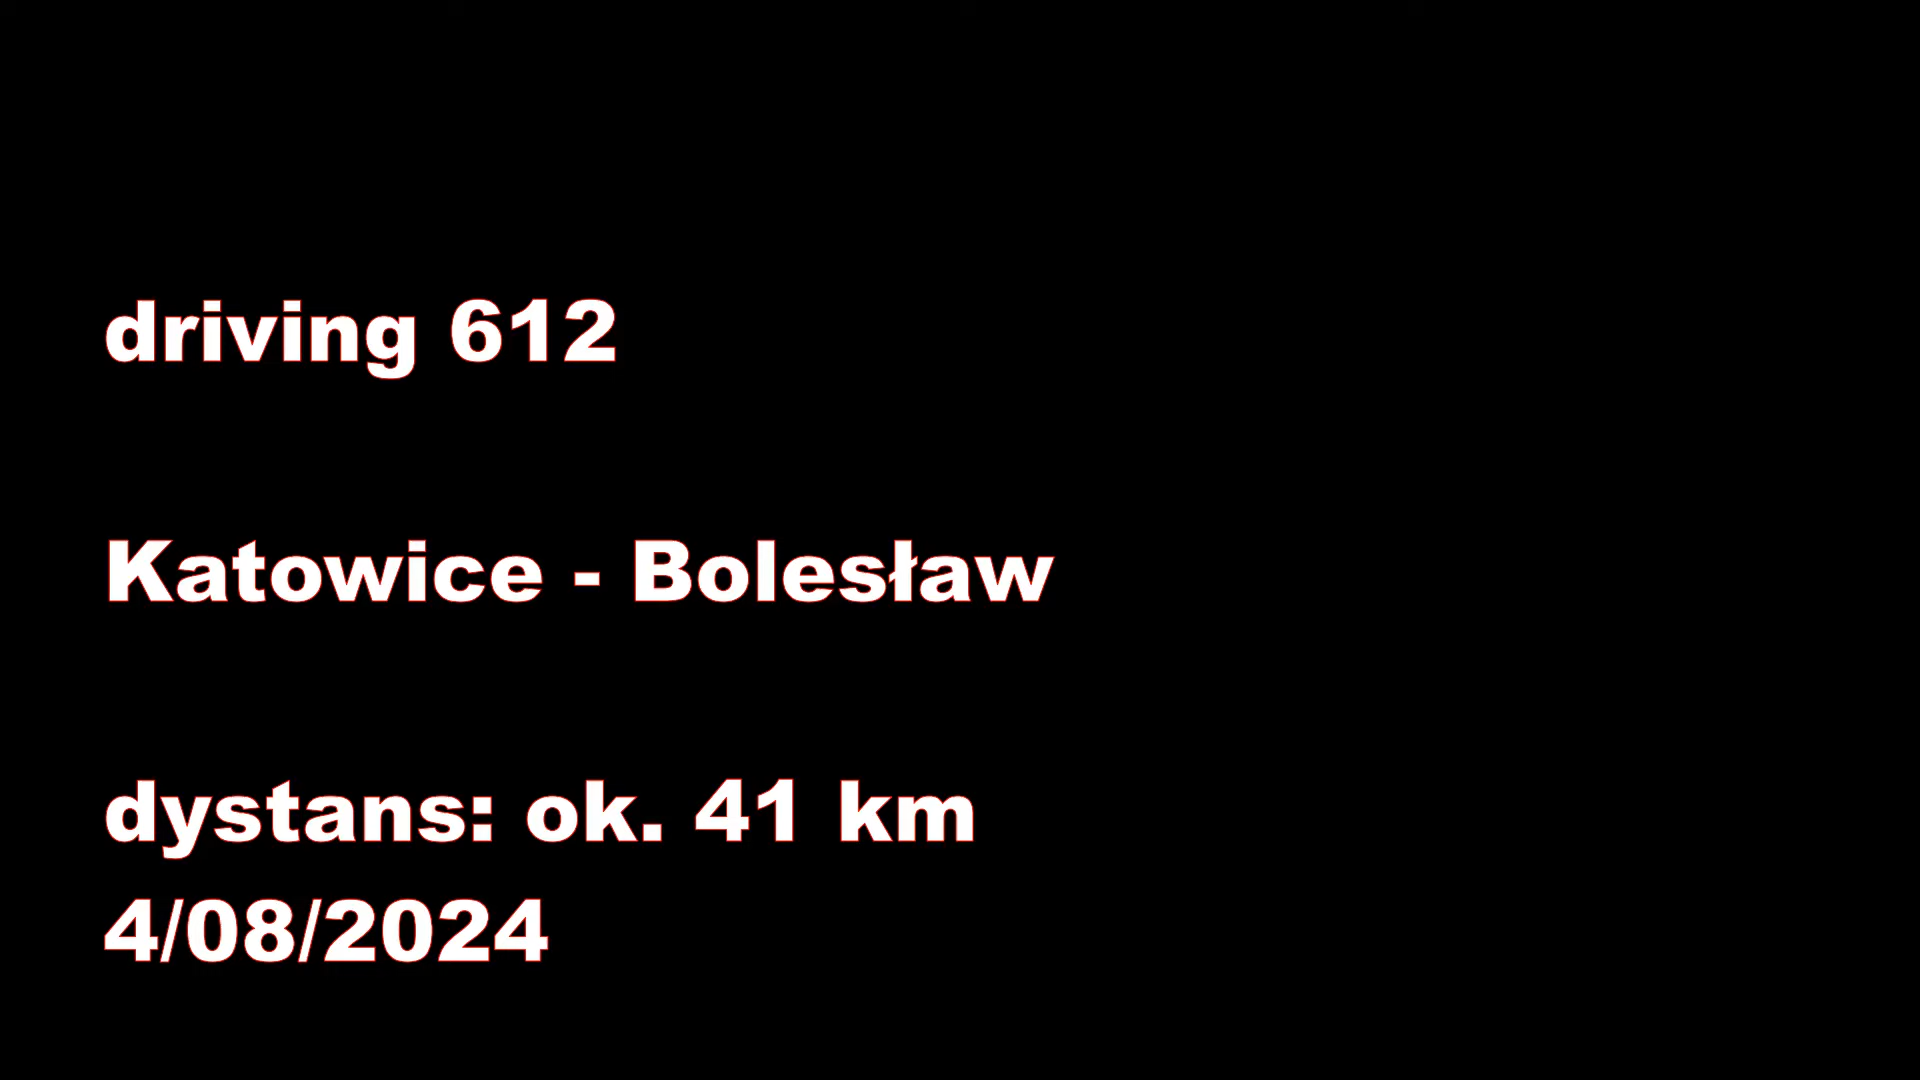 driving 612
Katowice - Bolesław
dystans: ok. 41 km
4/08/2024